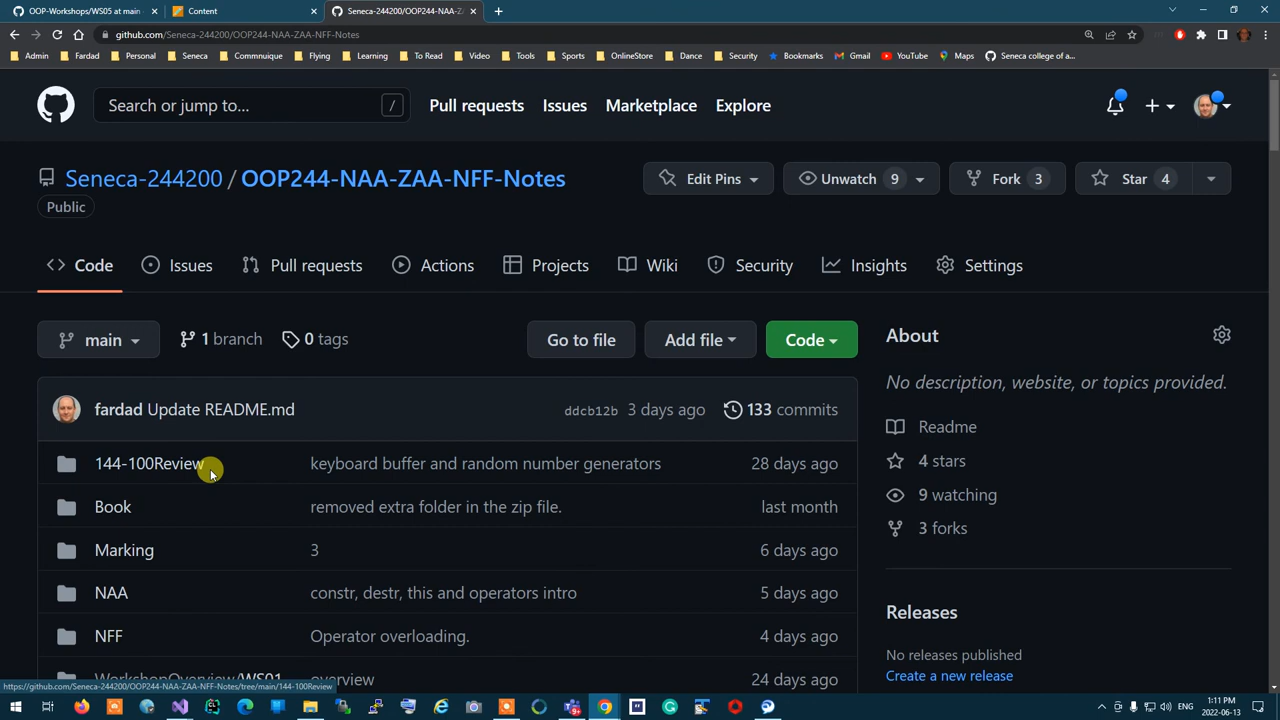 OOP-Workshops/WS05 at main
Content
Seneca-244200/OOP244-NAA-ZA
github.com/Seneca-244200/OOP244-NAA-ZAA-NFF-Notes
Admin Fardad Personal Seneca Commnuique Flying Learning To Read Video Tools Sports OnlineStore Dance Security Bookmarks Gmail YouTube Maps Seneca college of a...
Search or jump to... / Pull requests Issues Marketplace Explore
Seneca-244200 / OOP244-NAA-ZAA-NFF-Notes
Edit Pins Unwatch 9 Fork 3 Star 4
Public
Code Issues Pull requests Actions Projects Wiki Security Insights Settings
main 1 branch 0 tags Go to file Add file Code
fardad Update README.md ddcb12b 3 days ago 133 commits
144-100Review keyboard buffer and random number generators 28 days ago
Book removed extra folder in the zip file. last month
Marking 3 6 days ago
NAA constr, destr, this and operators intro 5 days ago
NFF Operator overloading. 4 days ago
WorkshopOverview/WS01 overview 24 days ago
About
No description, website, or topics provided.
Readme
4 stars
9 watching
3 forks
Releases
No releases published
Create a new release
https://github.com/Seneca-244200/OOP244-NAA-ZAA-NFF-Notes/tree/main/144-100Review
ENG
1:11 PM
2022-06-13